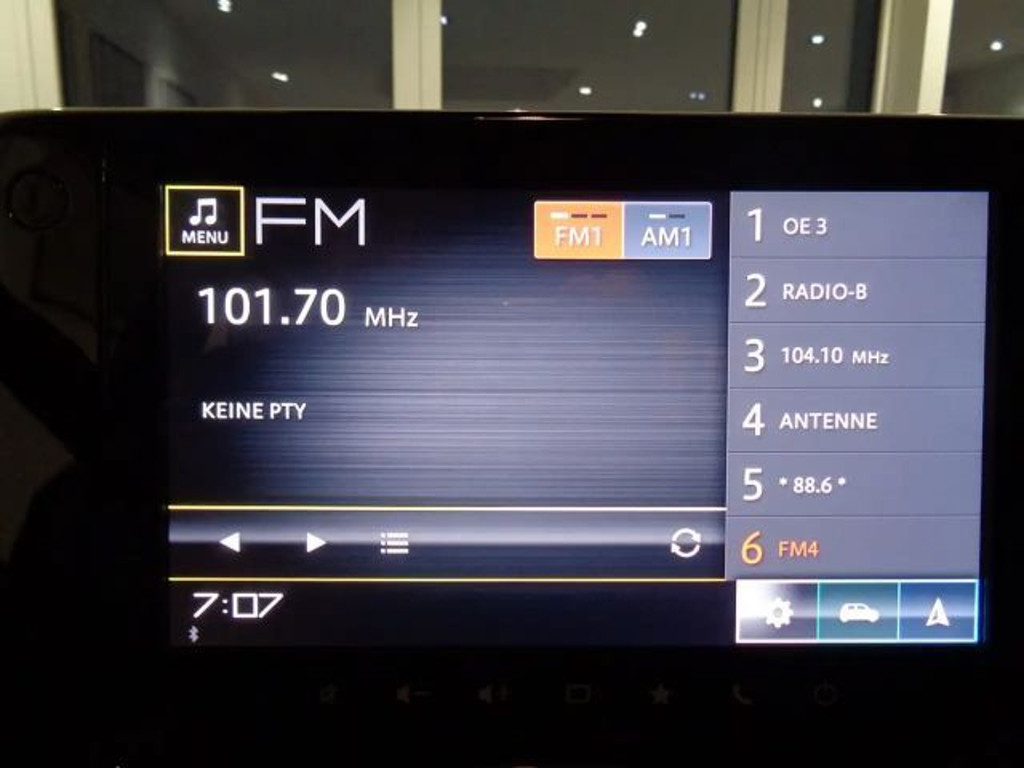 MENU FM
FM1 AM1
101.70 MHz
KEINE PTY
1 OE 3
2 RADIO-B
3 104.10 MHz
4 ANTENNE
5 * 88.6 *
6 FM4
7:07